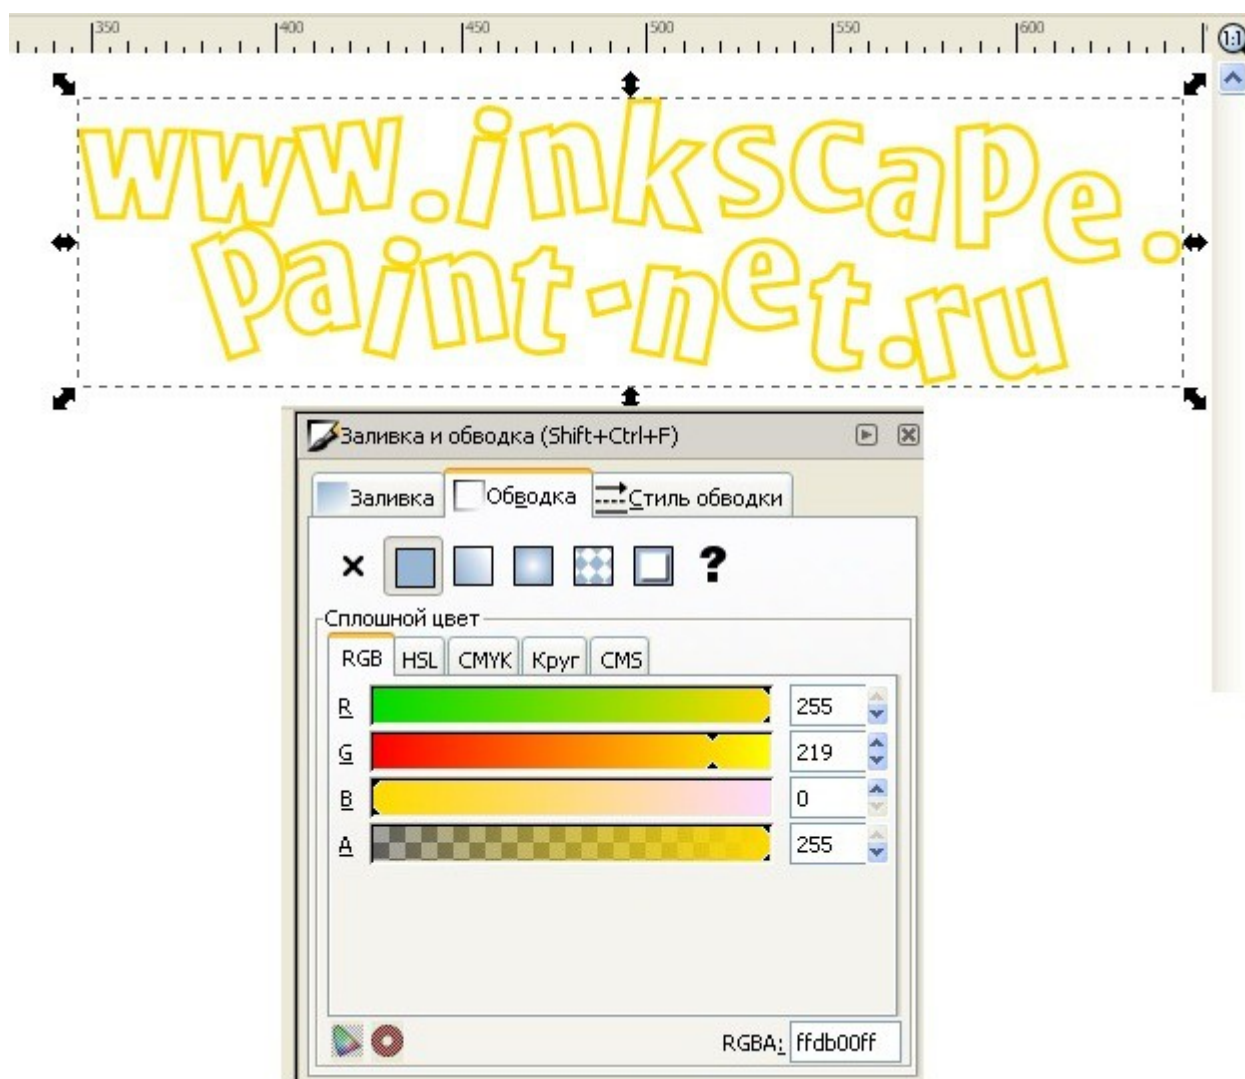 350 400 450 500 550 600
1:1
www.inkscape.
paint-net.ru
Заливка и обводка (Shift+Ctrl+F)
Заливка Обводка Стиль обводки
?
Сплошной цвет
RGB HSL CMYK Круг CMS
R 255
G 219
B 0
A 255
RGBA: ffdb00ff